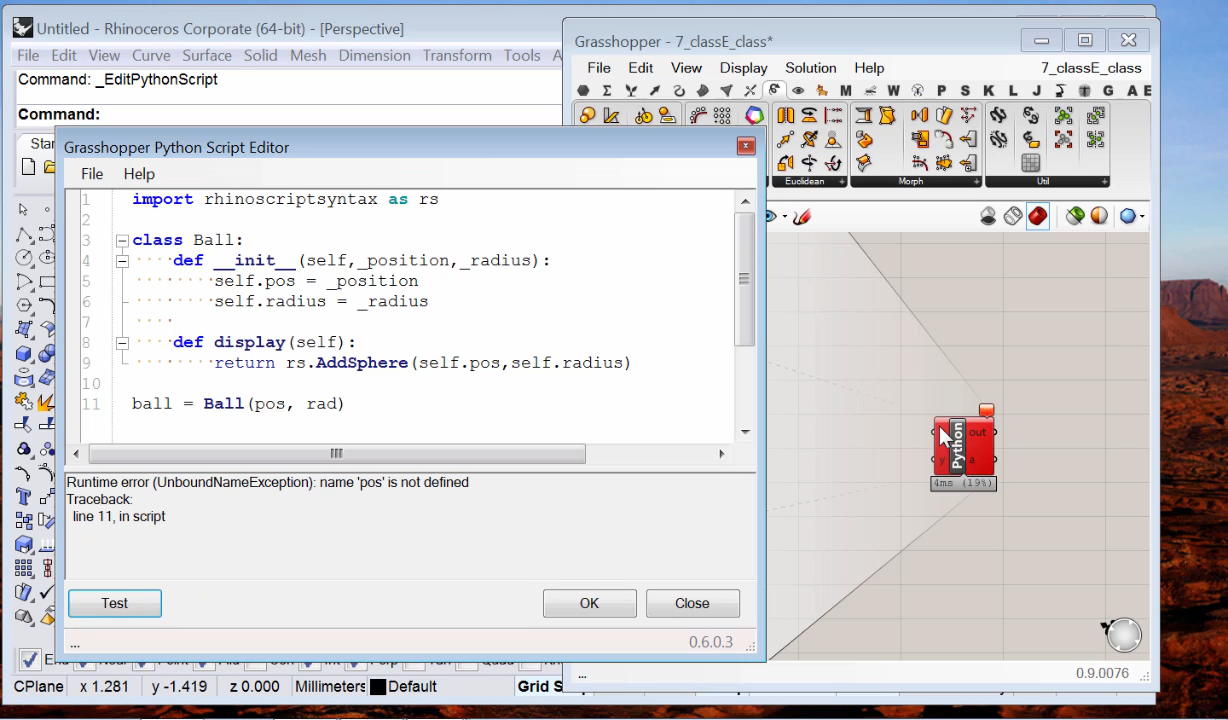 Untitled - Rhinoceros Corporate (64-bit) - [Perspective]
File Edit View Curve Surface Solid Mesh Dimension Transform Tools A
Command: _EditPythonScript
Command:
Star
Grasshopper - 7_classE_class*
File Edit View Display Solution Help 7_classE_class
Euclidean + Morph + Util +
Grasshopper Python Script Editor
File Help
1 import rhinoscriptsyntax as rs
2
3 class Ball:
4 def __init__(self,_position,_radius):
5 self.pos = _position
6 self.radius = _radius
7
8 def display(self):
9 return rs.AddSphere(self.pos,self.radius)
10
11 ball = Ball(pos, rad)
Runtime error (UnboundNameException): name 'pos' is not defined
Traceback:
line 11, in script
Test OK Close
... 0.6.0.3
Python
out
y a
4ms (19%)
... 0.9.0076
CPlane x 1.281 y -1.419 z 0.000 Millimeters Default Grid S